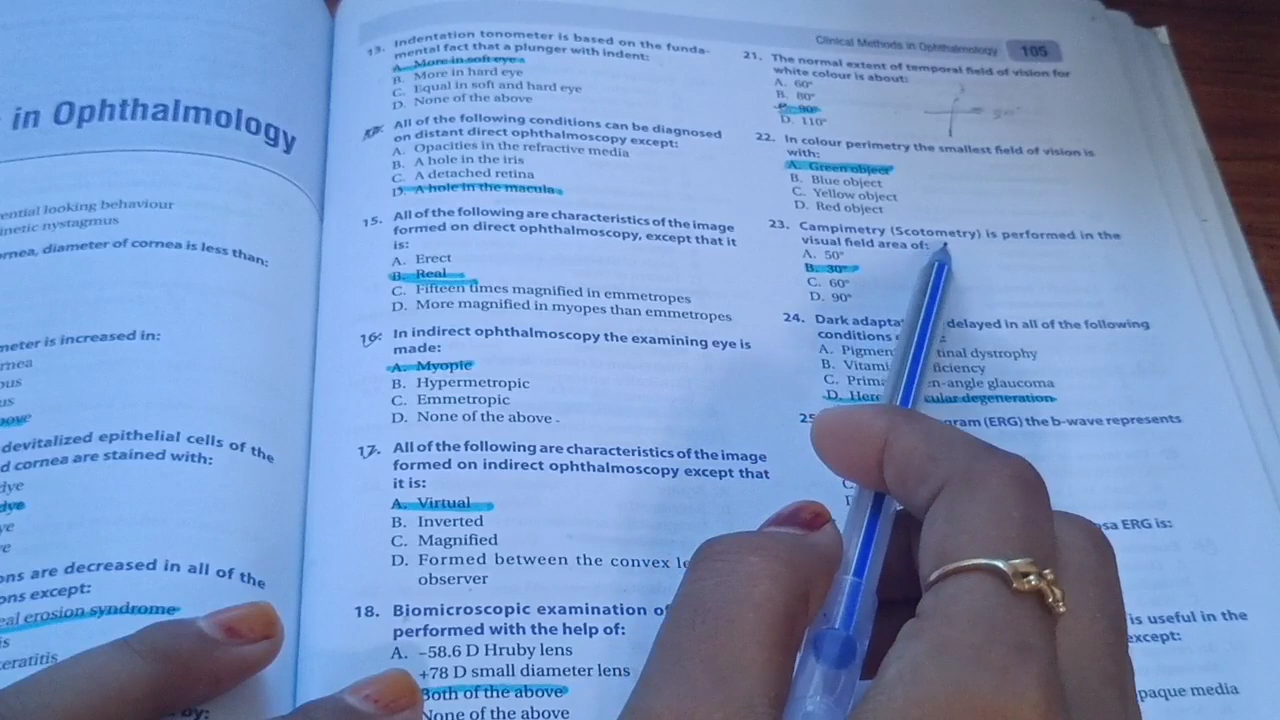 in Ophthalmology
ential looking behaviour
netic nystagmus
rnea, diameter of cornea is less than:
meter is increased in:
rnea
ous
us
bove
devitalized epithelial cells of the
d cornea are stained with:
dye
dye
ye
e
ons are decreased in all of the
ons except:
eal erosion syndrome
is
keratitis
oy:
Clinical Methods in Ophthalmology 105
13. Indentation tonometer is based on the funda-
mental fact that a plunger with indent:
A. More in soft eye
B. More in hard eye
C. Equal in soft and hard eye
D. None of the above
All of the following conditions can be diagnosed
on distant direct ophthalmoscopy except:
A. Opacities in the refractive media
B. A hole in the iris
C. A detached retina
D. A hole in the macula
15. All of the following are characteristics of the image
formed on direct ophthalmoscopy, except that it
is:
A. Erect
B. Real
C. Fifteen times magnified in emmetropes
D. More magnified in myopes than emmetropes
16. In indirect ophthalmoscopy the examining eye is
made:
A. Myopic
B. Hypermetropic
C. Emmetropic
D. None of the above
17. All of the following are characteristics of the image
formed on indirect ophthalmoscopy except that
it is:
A. Virtual
B. Inverted
C. Magnified
D. Formed between the convex le
observer
18. Biomicroscopic examination o
performed with the help of:
A. –58.6 D Hruby lens
+78 D small diameter lens
Both of the above
None of the above
21. The normal extent of temporal field of vision for
white colour is about:
A. 60°
B. 80°
C. 90°
D. 110°
22. In colour perimetry the smallest field of vision is
with:
A. Green object
B. Blue object
C. Yellow object
D. Red object
23. Campimetry (Scotometry) is performed in the
visual field area of:
A. 50°
B. 30°
C. 60°
D. 90°
24. Dark adapta delayed in all of the following
conditions
A. Pigmen tinal dystrophy
B. Vitami ficiency
C. Prima n-angle glaucoma
D. Here cular degeneration
25 gram (ERG) the b-wave represents
C.
osa ERG is:
is useful in the
except:
paque media